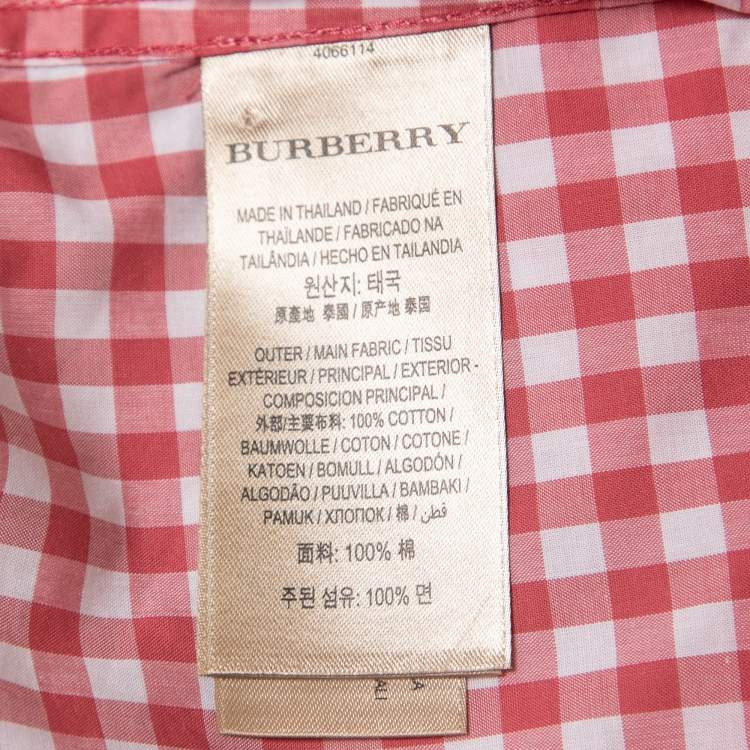 4066114
BURBERRY
MADE IN THAILAND / FABRIQUÉ EN
THAÏLANDE / FABRICADO NA
TAILÂNDIA / HECHO EN TAILANDIA
원산지: 태국
原產地 泰國 / 原产地 泰国
OUTER / MAIN FABRIC / TISSU
EXTÉRIEUR / PRINCIPAL / EXTERIOR -
COMPOSICION PRINCIPAL /
外部/主要布料: 100% COTTON /
BAUMWOLLE / COTON / COTONE /
KATOEN / BOMULL / ALGODÓN /
ALGODÃO / PUUVILLA / BAMBAKI /
PAMUK / ХЛОПОК / 棉 / قطن /
面料: 100% 棉
주된 섬유: 100% 면